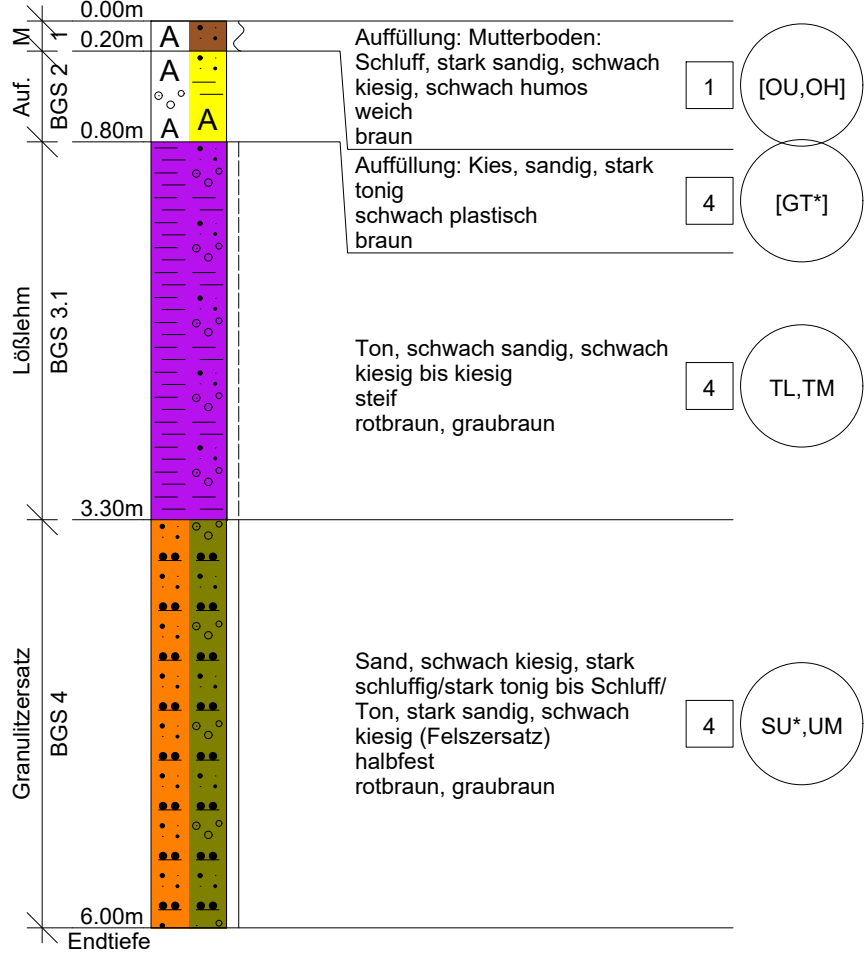 0.00m
M
1
A
0.20m
Auffüllung: Mutterboden:
Schluff, stark sandig, schwach
kiesig, schwach humos
weich
braun
1
[OU,OH]
Auf.
BGS 2
A
A
A
0.80m
Auffüllung: Kies, sandig, stark
tonig
schwach plastisch
braun
4
[GT*]
Lößlehm
BGS 3.1
Ton, schwach sandig, schwach
kiesig bis kiesig
steif
rotbraun, graubraun
4
TL,TM
3.30m
Granulitzersatz
BGS 4
Sand, schwach kiesig, stark
schluffig/stark tonig bis Schluff/
Ton, stark sandig, schwach
kiesig (Felszersatz)
halbfest
rotbraun, graubraun
4
SU*,UM
6.00m
Endtiefe